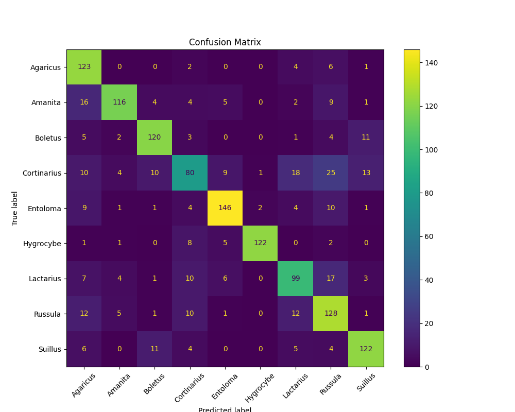 Confusion Matrix
Agaricus 123 0 0 2 0 0 4 6 1
Amanita 16 116 4 4 5 0 2 9 1
Boletus 5 2 120 3 0 0 1 4 11
Cortinarius 10 4 10 80 9 1 18 25 13
Entoloma 9 1 1 4 146 2 4 10 1
Hygrocybe 1 1 0 8 5 122 0 2 0
Lactarius 7 4 1 10 6 0 99 17 3
Russula 12 5 1 10 1 0 12 128 1
Suillus 6 0 11 4 0 0 5 4 122
Agaricus Amanita Boletus Cortinarius Entoloma Hygrocybe Lactarius Russula Suillus
Predicted label
True label
140
120
100
80
60
40
20
0